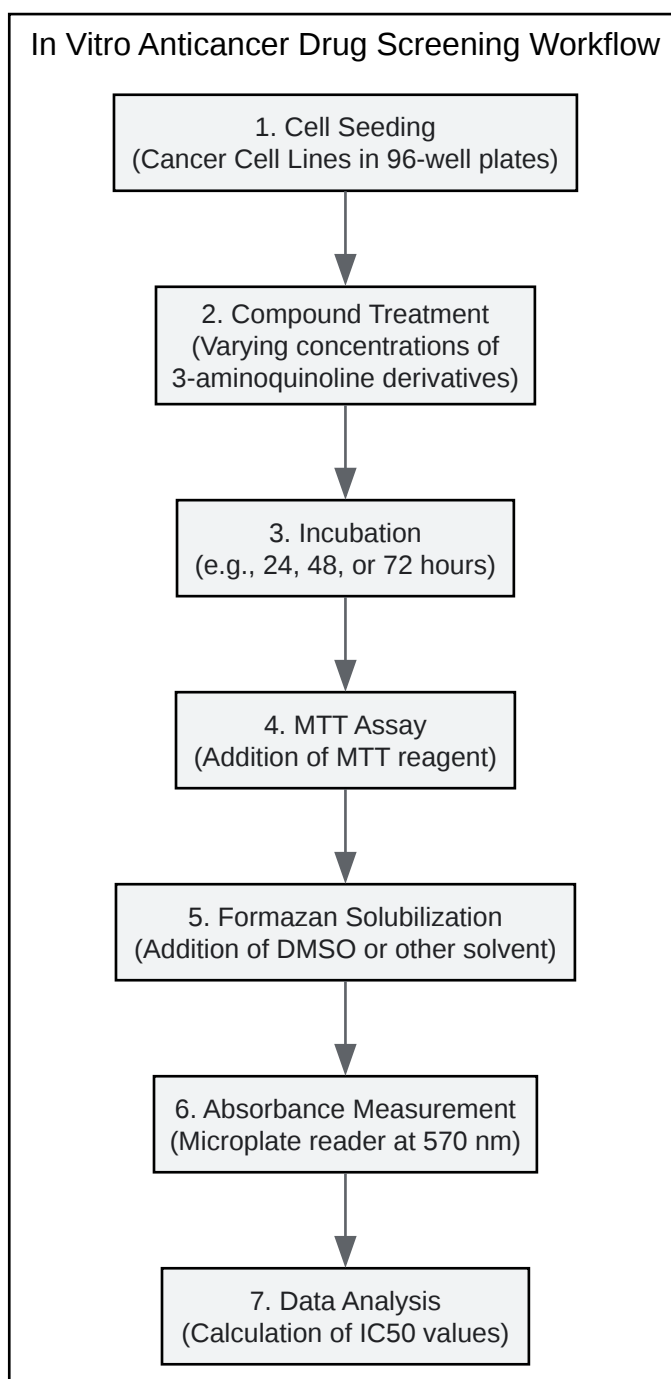 In Vitro Anticancer Drug Screening Workflow
1. Cell Seeding
(Cancer Cell Lines in 96-well plates)
2. Compound Treatment
(Varying concentrations of
3-aminoquinoline derivatives)
3. Incubation
(e.g., 24, 48, or 72 hours)
4. MTT Assay
(Addition of MTT reagent)
5. Formazan Solubilization
(Addition of DMSO or other solvent)
6. Absorbance Measurement
(Microplate reader at 570 nm)
7. Data Analysis
(Calculation of IC50 values)